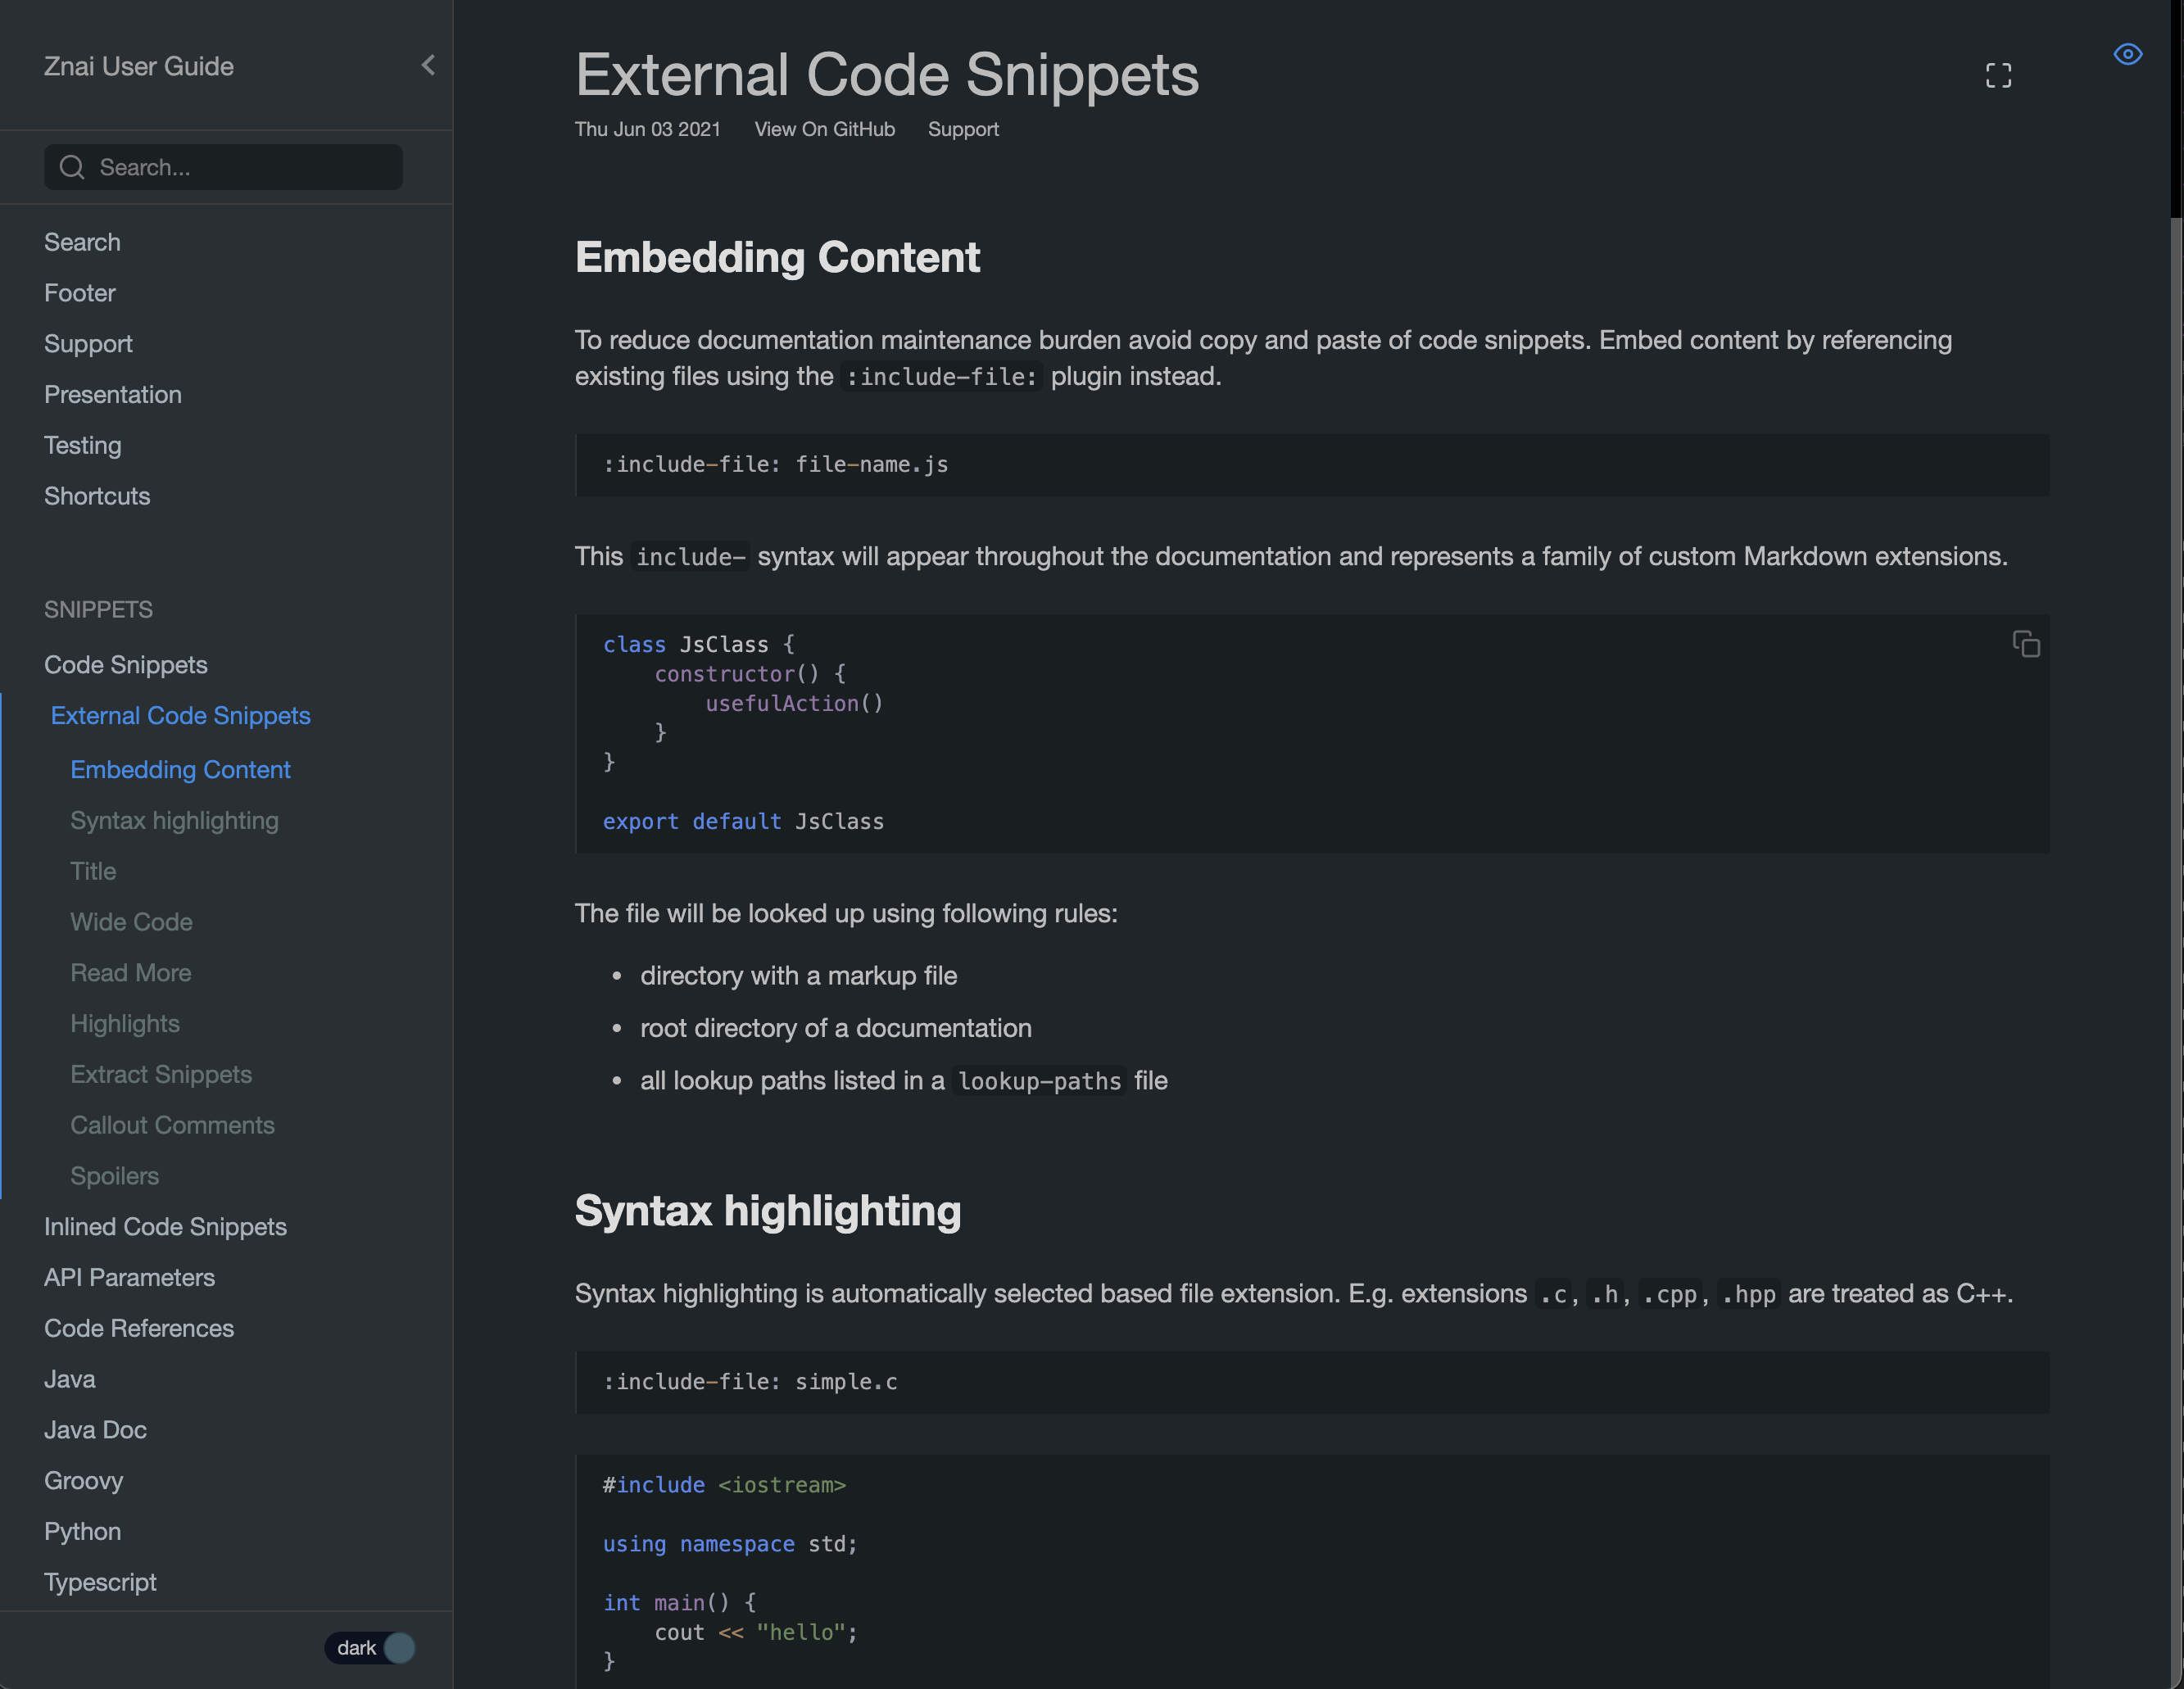 Znai User Guide
Search...
Search
Footer
Support
Presentation
Testing
Shortcuts
SNIPPETS
Code Snippets
External Code Snippets
Embedding Content
Syntax highlighting
Title
Wide Code
Read More
Highlights
Extract Snippets
Callout Comments
Spoilers
Inlined Code Snippets
API Parameters
Code References
Java
Java Doc
Groovy
Python
Typescript
dark
External Code Snippets
Thu Jun 03 2021 View On GitHub Support
Embedding Content
To reduce documentation maintenance burden avoid copy and paste of code snippets. Embed content by referencing
existing files using the :include-file: plugin instead.
:include-file: file-name.js
This include- syntax will appear throughout the documentation and represents a family of custom Markdown extensions.
class JsClass {
    constructor() {
        usefulAction()
    }
}
export default JsClass
The file will be looked up using following rules:
• directory with a markup file
• root directory of a documentation
• all lookup paths listed in a lookup-paths file
Syntax highlighting
Syntax highlighting is automatically selected based file extension. E.g. extensions .c, .h, .cpp, .hpp are treated as C++.
:include-file: simple.c
#include <iostream>
using namespace std;
int main() {
    cout << "hello";
}